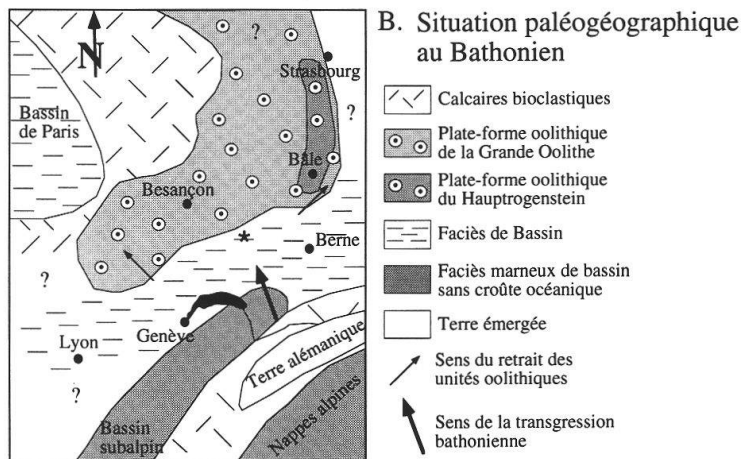 B. Situation paléogéographique
au Bathonien
N
?
Strasbourg
?
Bassin
de Paris
Bâle
Besançon
*
Berne
?
Genève
Lyon
?
Terre alémanique
Bassin
subalpin
Nappes alpines
Calcaires bioclastiques
Plate-forme oolithique
de la Grande Oolithe
Plate-forme oolithique
du Hauptrogenstein
Faciès de Bassin
Faciès marneux de bassin
sans croûte océanique
Terre émergée
Sens du retrait des
unités oolithiques
Sens de la transgression
bathonienne